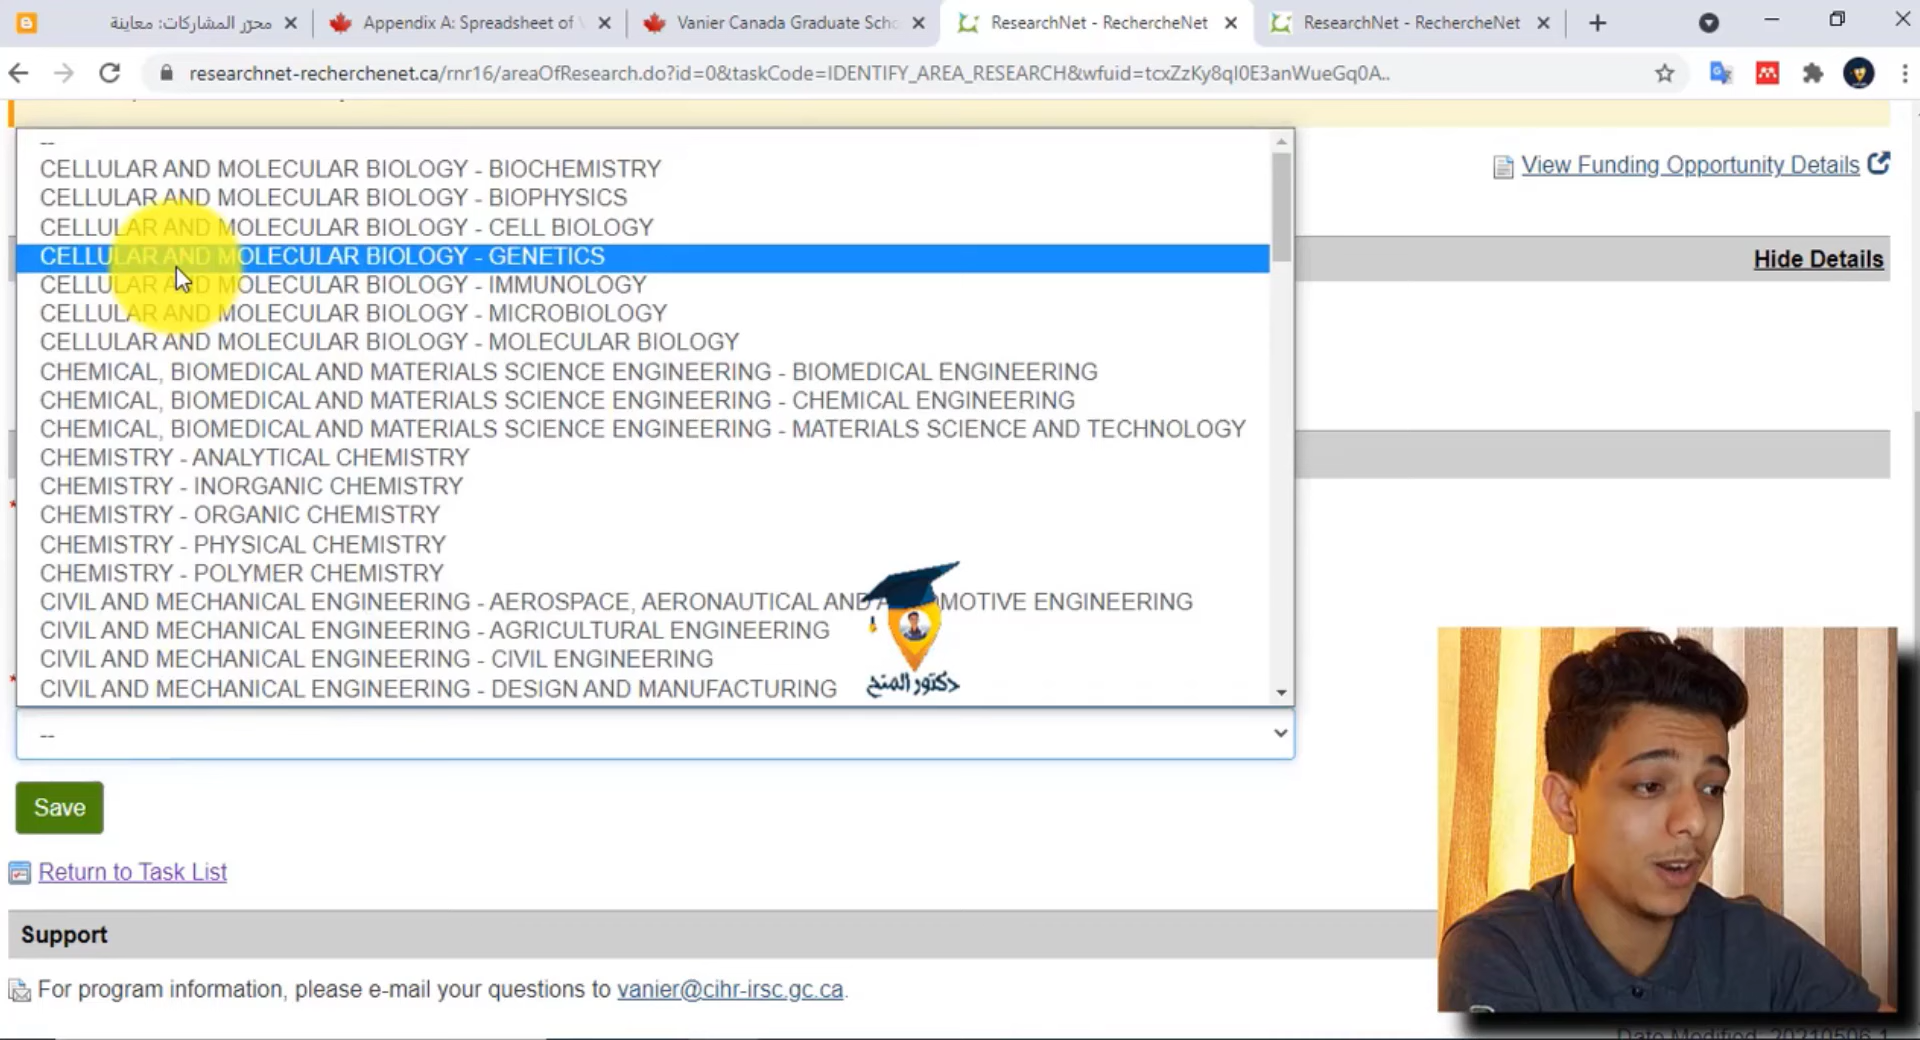 محرّر المشاركات: معاينة
Appendix A: Spreadsheet of
Vanier Canada Graduate Scho
ResearchNet - RechercheNet
ResearchNet - RechercheNet
researchnet-recherchenet.ca/rnr16/areaOfResearch.do?id=0&taskCode=IDENTIFY_AREA_RESEARCH&wfuid=tcxZzKy8ql0E3anWueGq0A..
View Funding Opportunity Details
Hide Details
--
CELLULAR AND MOLECULAR BIOLOGY - BIOCHEMISTRY
CELLULAR AND MOLECULAR BIOLOGY - BIOPHYSICS
CELLULAR AND MOLECULAR BIOLOGY - CELL BIOLOGY
CELLULAR AND MOLECULAR BIOLOGY - GENETICS
CELLULAR AND MOLECULAR BIOLOGY - IMMUNOLOGY
CELLULAR AND MOLECULAR BIOLOGY - MICROBIOLOGY
CELLULAR AND MOLECULAR BIOLOGY - MOLECULAR BIOLOGY
CHEMICAL, BIOMEDICAL AND MATERIALS SCIENCE ENGINEERING - BIOMEDICAL ENGINEERING
CHEMICAL, BIOMEDICAL AND MATERIALS SCIENCE ENGINEERING - CHEMICAL ENGINEERING
CHEMICAL, BIOMEDICAL AND MATERIALS SCIENCE ENGINEERING - MATERIALS SCIENCE AND TECHNOLOGY
CHEMISTRY - ANALYTICAL CHEMISTRY
CHEMISTRY - INORGANIC CHEMISTRY
CHEMISTRY - ORGANIC CHEMISTRY
CHEMISTRY - PHYSICAL CHEMISTRY
CHEMISTRY - POLYMER CHEMISTRY
CIVIL AND MECHANICAL ENGINEERING - AEROSPACE, AERONAUTICAL AND ENGINEERING
CIVIL AND MECHANICAL ENGINEERING - AGRICULTURAL ENGINEERING
CIVIL AND MECHANICAL ENGINEERING - CIVIL ENGINEERING
CIVIL AND MECHANICAL ENGINEERING - DESIGN AND MANUFACTURING
دكتور المنح
--
Save
Return to Task List
Support
For program information, please e-mail your questions to vanier@cihr-irsc.gc.ca.